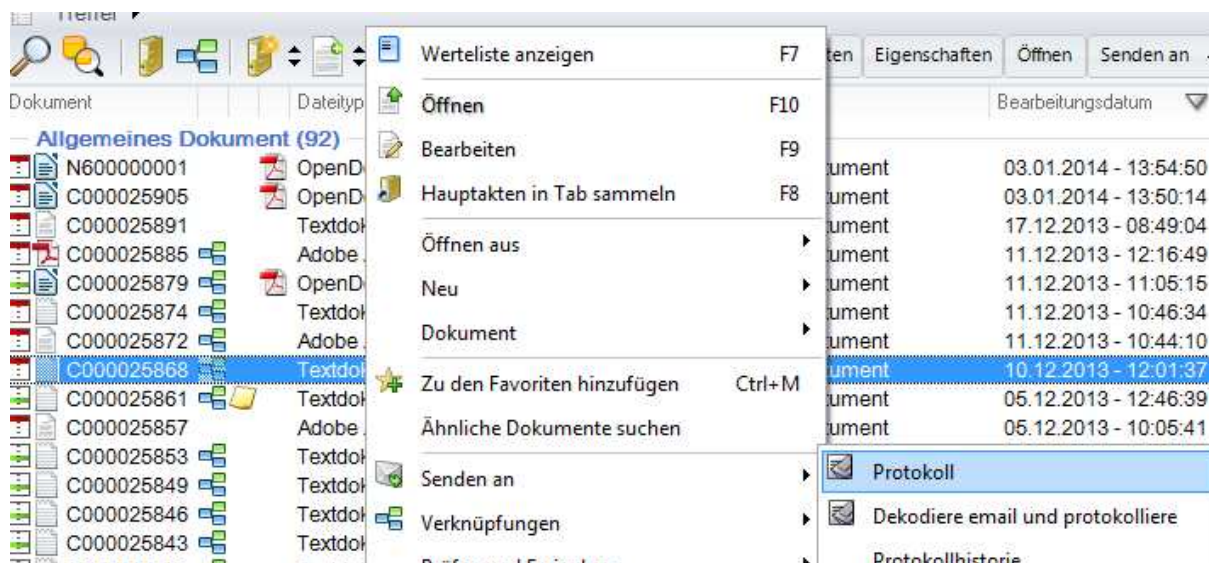 Treffer
Werteliste anzeigen F7
Eigenschaften Öffnen Senden an
Dokument Dateityp Bearbeitungsdatum
Öffnen F10
Allgemeines Dokument (92)
Bearbeiten F9
N600000001 OpenD ument 03.01.2014 - 13:54:50
C000025905 OpenD Hauptakten in Tab sammeln F8 ument 03.01.2014 - 13:50:14
C000025891 Textdok ument 17.12.2013 - 08:49:04
C000025885 Adobe Öffnen aus ument 11.12.2013 - 12:16:49
C000025879 OpenD Neu ument 11.12.2013 - 11:05:15
C000025874 Textdok ument 11.12.2013 - 10:46:34
C000025872 Adobe Dokument ument 11.12.2013 - 10:44:10
C000025868 Textdok ument 10.12.2013 - 12:01:37
Zu den Favoriten hinzufügen Ctrl+M
C000025861 Textdok ument 05.12.2013 - 12:46:39
C000025857 Adobe Ähnliche Dokumente suchen ument 05.12.2013 - 10:05:41
C000025853 Textdok
Senden an Protokoll
C000025849 Textdok
C000025846 Textdok Verknüpfungen Dekodiere email und protokolliere
C000025843 Textdok
Protokollhistorie